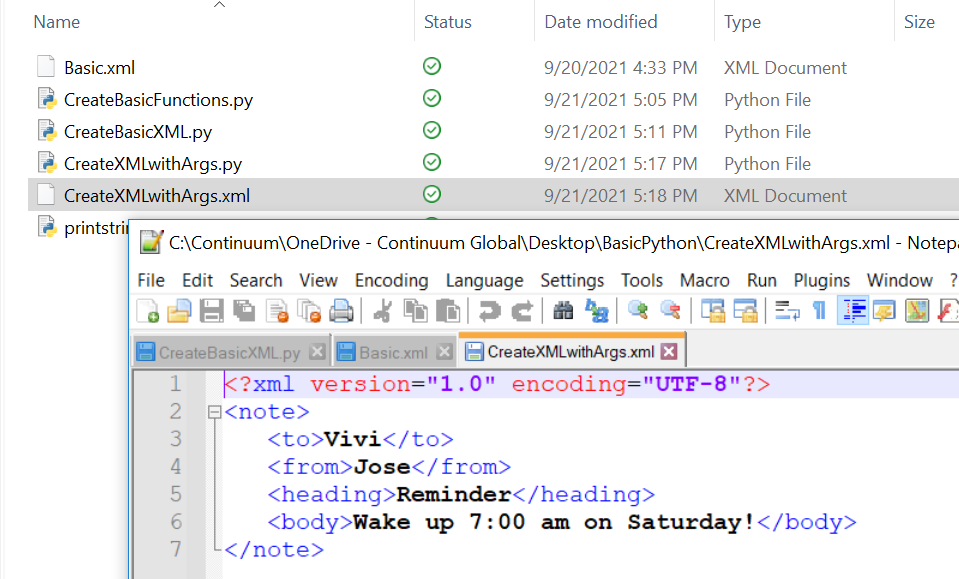 Name Status Date modified Type Size
Basic.xml 9/20/2021 4:33 PM XML Document
CreateBasicFunctions.py 9/21/2021 5:05 PM Python File
CreateBasicXML.py 9/21/2021 5:11 PM Python File
CreateXMLwithArgs.py 9/21/2021 5:17 PM Python File
CreateXMLwithArgs.xml 9/21/2021 5:18 PM XML Document
printstrin
C:\Continuum\OneDrive - Continuum Global\Desktop\BasicPython\CreateXMLwithArgs.xml - Notepa
File Edit Search View Encoding Language Settings Tools Macro Run Plugins Window ?
CreateBasicXML.py Basic.xml CreateXMLwithArgs.xml
1 <?xml version="1.0" encoding="UTF-8"?>
2 <note>
3 <to>Vivi</to>
4 <from>Jose</from>
5 <heading>Reminder</heading>
6 <body>Wake up 7:00 am on Saturday!</body>
7 </note>